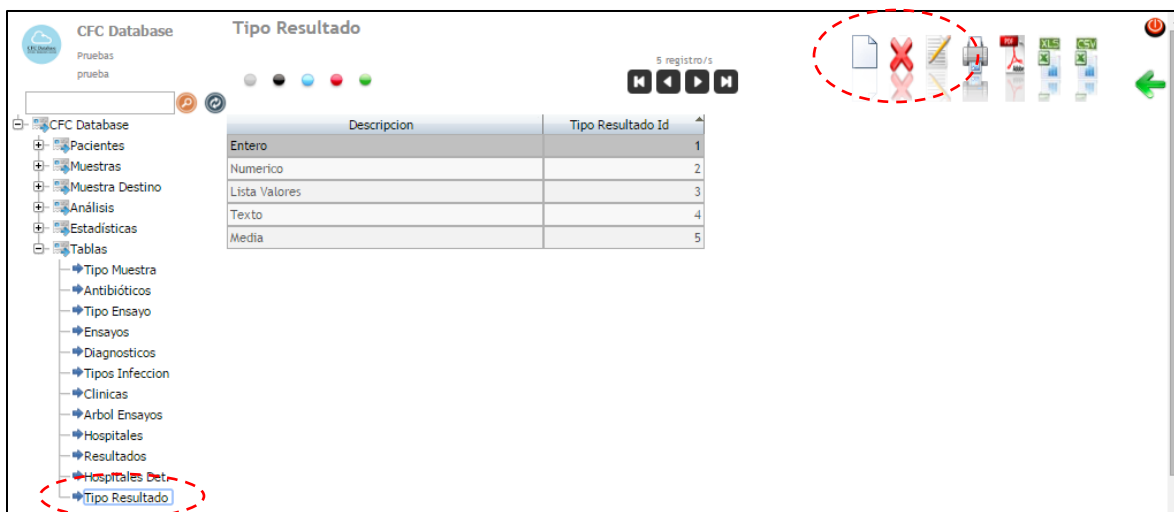 CFC Database
Pruebas
prueba
Tipo Resultado
5 registro/s
PDF
XLS
CSV
CFC Database
Pacientes
Muestras
Muestra Destino
Análisis
Estadísticas
Tablas
Tipo Muestra
Antibióticos
Tipo Ensayo
Ensayos
Diagnosticos
Tipos Infeccion
Clinicas
Arbol Ensayos
Hospitales
Resultados
Hospitales Det.
Tipo Resultado
Descripcion Tipo Resultado Id
Entero 1
Numerico 2
Lista Valores 3
Texto 4
Media 5